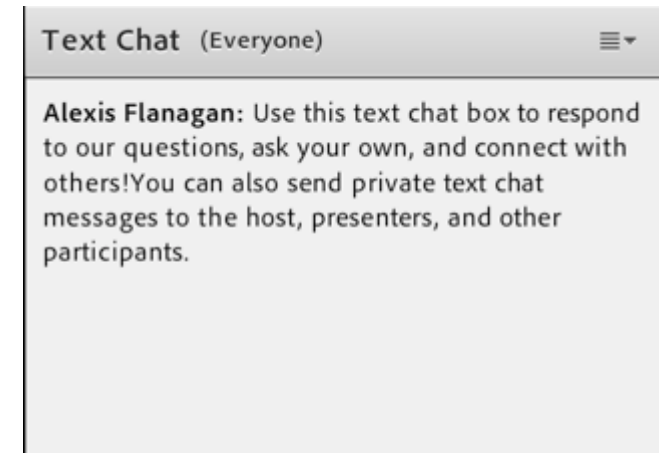 Text Chat (Everyone)
Alexis Flanagan: Use this text chat box to respond
to our questions, ask your own, and connect with
others!You can also send private text chat
messages to the host, presenters, and other
participants.